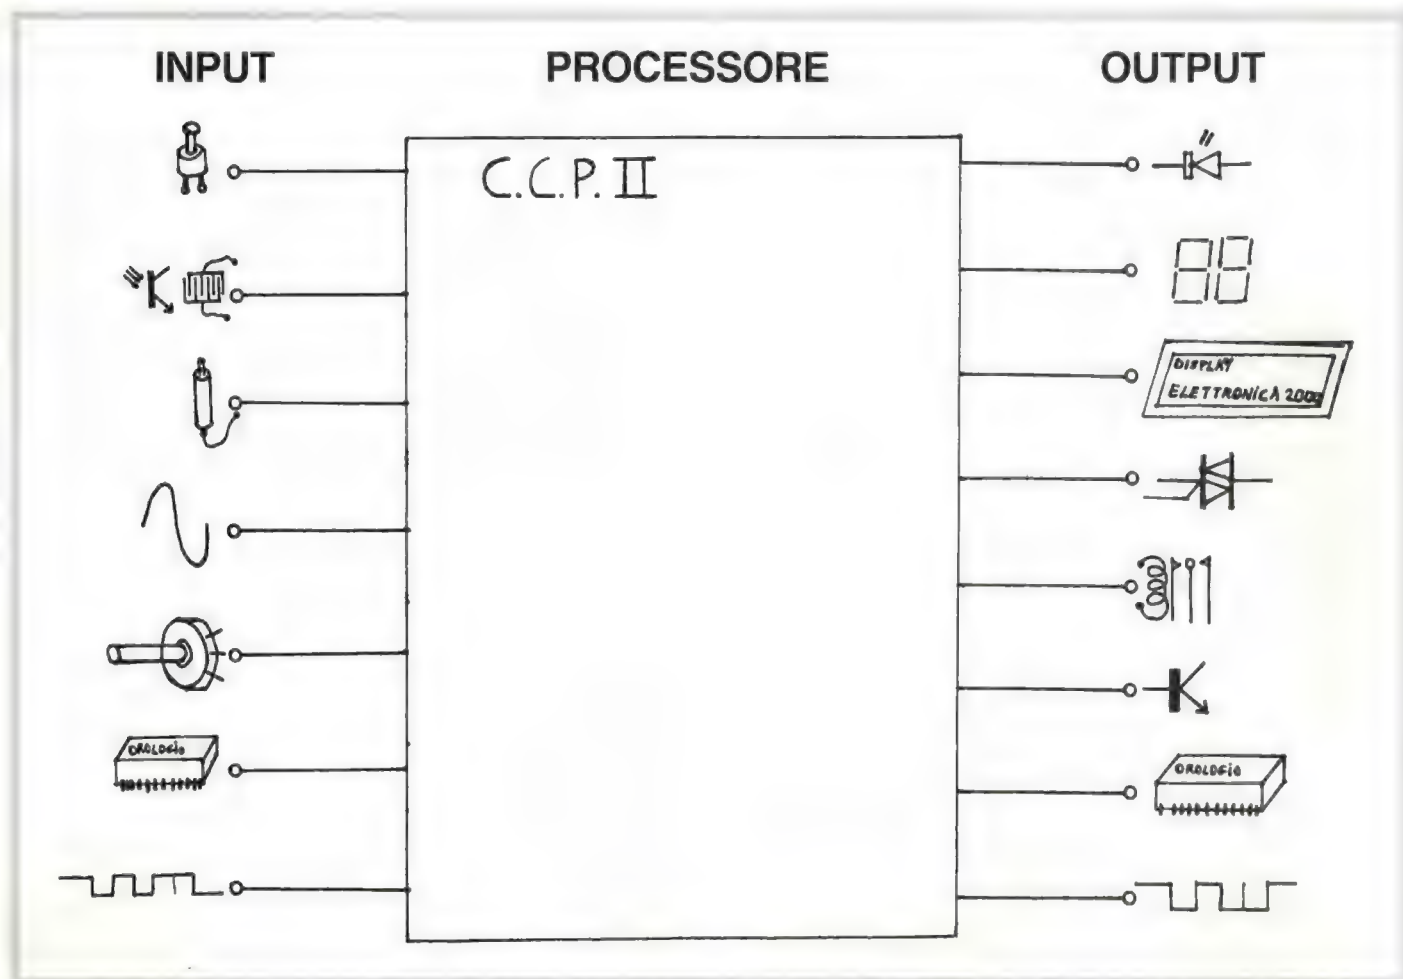 INPUT
PROCESSORE
OUTPUT
C.C.P. II
DISPLAY
ELETTRONICA 2000
OROLOGIO
OROLOGIO